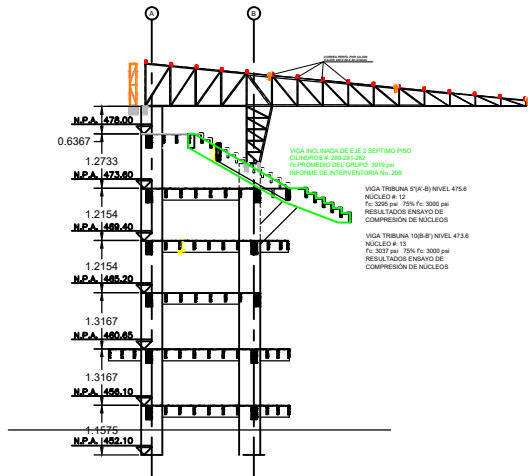 A
B
N.P.A. 478.00
0.6367
1.2733
N.P.A. 473.60
1.2154
N.P.A. 469.40
1.2154
N.P.A. 465.20
1.3167
N.P.A. 460.65
1.3167
N.P.A. 456.10
1.1575
N.P.A. 452.10
VIGA INCLINADA DE EJE 2 SEPTIMO PISO
CILINDROS #: 280-281-282
f'c PROMEDIO DEL GRUPO: 3019 psi
INFORME DE INTERVENTORIA No. 20B
VIGA TRIBUNA 5'(A'-B) NIVEL 475.6
NÚCLEO #: 12
f'c: 3295 psi 75% f'c: 3000 psi
RESULTADOS ENSAYO DE
COMPRESIÓN DE NÚCLEOS
VIGA TRIBUNA 10(B-B') NIVEL 473.6
NÚCLEO #: 13
f'c: 3037 psi 75% f'c: 3000 psi
RESULTADOS ENSAYO DE
COMPRESIÓN DE NÚCLEOS